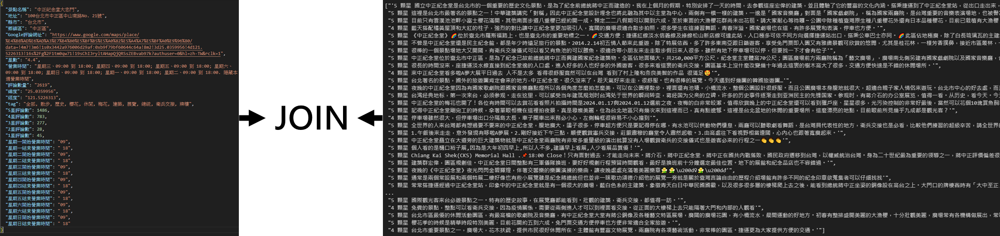 {
"景點名稱": "中正紀念堂大忠門",
"地址": "100台北市中正區中山南路No. 21號",
"縣市": "台北市",
"鄉鎮區": "中正區",
"Google評論網址": "https://www.google.com/maps/place/
%E4%B8%AD%E6%AD%A3%E7%B4%80%E5%BF%B5%E5%A0%82%E5%A4%A7%E5%BF%A0%E9%96%80/
data=!4m7!3m6!1s0x3442a976006d29af:0xb9f79bf60644c64a!8m2!3d25.0359956!4d121.
5226313!16s%2Fg%2F1tm0qw71!19sChIJryltAHapQjQRSsZEBvab97k?authuser=0&hl=zh-TW&rclk=1",
"星數": "4.4",
"營業時間": "星期三、09:00 到 18:00; 星期四、09:00 到 18:00; 星期五、09:00 到 18:00; 星期六、
09:00 到 18:00; 星期日、09:00 到 18:00; 星期一、09:00 到 18:00; 星期二、09:00 到 18:00. 隱藏本
週營業時間",
"評論數量": "2619",
"緯度": "25.0359956",
"經度": "121.5226313",
"tag": "全部, 散步, 歷史, 櫻花, 休閒, 梅花, 建築, 展覽, 總統, 衛兵交接, 牌樓",
"5星評論數": 1486,
"4星評論數": 783,
"3星評論數": 277,
"2星評論數": 28,
"1星評論數": 45,
"星期一開始營業時間": "09",
"星期一結束營業時間": " 18",
"星期二開始營業時間": "09",
"星期二結束營業時間": " 18",
"星期三開始營業時間": "09",
"星期三結束營業時間": " 18",
"星期四開始營業時間": "09",
"星期四結束營業時間": " 18",
"星期五開始營業時間": "09",
"星期五結束營業時間": " 18",
"星期六開始營業時間": "09",
"星期六結束營業時間": " 18",
"星期日開始營業時間": "09",
"星期日結束營業時間": " 18"
}
JOIN
["'5 顆星 國立中正紀念堂是台北市的一個重要的歷史文化景點，是為了紀念前總統蔣中正而建造的。我在上個月的假期，特別安排了一天的時間，去參觀這座宏偉的建築，並且體驗了它的豐富的文化內涵。搭乘捷運到了中正紀念堂站，從出口走出來，
"5 顆星 這裡是台北市最著名的景點之一！中華建築講究「對稱」因此中正紀念堂設計理念也將此融為其中以主堂為中心，兩側有一模一樣的建築，一邊是「國家音樂廳」對面是「國家戲劇院」，稱為國家兩廳院，是台灣重要的音樂表演場地，也被譽為
"5 顆星 目前只有雲漢池池畔小富士櫻花滿開，其他南面步道八重櫻已經約開一成，預定二二八假期可以開到六成，至於東面的大漁櫻花群尚未出花苞，請大家耐心等待囉～公園中除種植臺灣原生種八重櫻花外還有日本品種櫻花，目前已栽植有大漁櫻
"4 顆星 藍天搭配橘黃屋頂和大紅的柱子，強烈的對比讓中正紀念堂更加吸引人，寬闊的廣場很適合散步拍照，很多學生在這練習舞蹈，青春洋溢。國家劇場也在這，有許多展覽和表演，停車也方便。'",
"5 顆星 《中正紀念堂》🌈位於臺北市羅斯福路上，也是臺北市的重要地標之一。🌈交通方便：捷運紅線淡水信義線及綠線松山新店線可達此站，入口極多可依不同方向選擇捷運站出口，搭乘公車巴士亦同。🌈此區佔地極廣，除了白長琉璃瓦的主建
"5 顆星 不管是中正紀念堂還是民主紀念館，都是年少時遠足旅行的景點。2014.2.14初五情人節來此重遊，除了特展依舊，多了許多東南亞跟日籍遊客，享受免門票即入園又有雅緻景觀可欣賞的悠閒，尤其是桂花林，一樣芳香撲鼻，接近市區叢林，
"5 顆星 很棒的一個景點場地大又開闊，有衛兵交接儀式可以看又有魚池的可以餵魚，很適合帶小朋友來走走散步假日來人很多，雖然有地下停車場可以停，但要找一下才會有位子'",
"5 顆星 中正紀念堂位於臺北市中正區，是為了紀念已故前總統蔣中正而興建國家紀念建築物。全區佔地面積大，共250,000平方公尺，紀念堂主堂體高70公尺；園區廣場前方兩廳院稱為「藝文廣場」，廣場南北側另建有國家戲劇院以及國家音樂廳，
"5 顆星 很長的時間沒來，座捷運淡水線直接到紀念堂邊的入口處，進入好多的人也好多的外國遊客，很多來看這裡的衛兵交接，園區基本上沒什麼改變幾十年過去這裡的樹木高大了很多，交通方便快速是不錯的休閒場所。'",
"4 顆星 來中正紀念堂看多啦A夢大展平日過去 人不是太多 看得很舒服竟然可以在台灣 看到了村上隆和奈良美智的作品 很滿足🥰'",
"5 顆星 台北著名的景點，國外的旅遊團肯定會來的地方-中正紀念堂。很久沒來了，趁天氣好來走走，很舒服。也有很棒的展覽。今天遇到好幾團的韓國旅遊團…'",
"4 顆星 夜晚的中正紀念堂因為有國家歌劇院跟國家音樂廳點燈所以各個角度怎麼拍怎麼美，可以在公園裡散步，裡面還有池塘，小橋流水，整個公園設計很舒服。而且公園廣場本身腹地就很大，超適合親子家人情侶來遊玩。台北市中心的好去處，
"5 顆星 台湾经典地标，第一次来台，必须参观。走在这里，可以感受当年建筑规划时台湾处于世界的瞬间转变，蒋经国为父亲的立碑，许多的历史事件逐渐走到亚洲民主的先锋国家。参观时，有蒋介石的办公室展览，值得一看。从历史，看今天。
"5 顆星 中正紀念堂的梅花也開了！各位有時間可以去賞花看看照片拍攝時間是2024.01.17與2024.01.12選前之夜，夜梅的白非常皎潔，值得欣賞晚上的中正紀念堂還可以看到獵戶座、星星很多，光污染控制的非常好最後，當然可以花個10塊買魚飼
"5 顆星 記得中正紀念堂剛完工的時候，拿著單眼相機在這裡拍夜景，真是尋燦美麗，住為台北地區只有幾次來到這裡而已，真有點遺憾。這裡是台北盆地的休閒的重要場所，這麼漂亮的地點，目前眼前所見幾乎九成都是觀光客？'",
"4 顆星 停車場雖然很大，但停車場出口分隔島太長，車子開車出來務必小心，左側輪框很容易不小心撞到'",
"5 顆星 全世界的人來台灣都有想過要不要來的中正紀念堂，腹地廣大，鴿子很多，停車超方便只是要記得停在哪，有水池可以供動物們棲息，兩廳可以聽歌劇看舞蹈，是台灣具代表性的地方，衛兵交接也是必看，比較他們練習的超級辛苦，請全世界
"5 顆星 1.午飯後來走走，意外發現有哆啦A夢展。2.剛好接近下午三點，順便觀賞憲兵交接，莊嚴肅穆的廳堂令人肅然起敬。3.由高處往下看視野相當遼闊，心內心也跟著寬廣起來。'",
"5 顆星 中正紀念堂矗立在大道旁的巨大建築物就是中正紀念堂兩廳院有非常多重量級的演出就算沒有入場觀賞衛兵的交接儀式也是遊客必來的行程之一👏👏👏'",
"5 顆星 個人看的是樋口裕子展,因為是大年初四早上,所以人不多,建議早上看展,人少看展品質優！'",
"5 顆星 Chiang Kai Shek(CKS) Memorial Hall .📌18:00 Close！只有面對過去，才能走向未來。蔣介石，蔣中正紀念堂，蔣中正在國共內戰落敗，國民政府遷移到台灣，以權威統治台灣。身為二十世紀最為重要的領導之一，蔣中正評價偏差很
"5 顆星 建築群宏偉，園區規劃佳。中正紀念堂日間整點有三軍儀隊換班，要好好規劃行程預留時間觀看，最好是換班前十分鐘選定最佳位置。地下的展館和紀念品店也不容錯過。'",
"5 顆星 夜晚的《中正紀念堂》夜光閃閃金碧輝煌，伴著交響樂的樂團演練的樂曲，讓夜晚處處充滿著美麗樂章
"5 顆星 通常是兩個常設展和兩個特展二樓好像也有些小展覽雖是紀念蔣總統但也並非一昧歌功頌德介紹他的展覽一旁就是關於臺灣言論自由的歷程介紹場館有許多不同的紀念印章欲蒐集者可以仔細找找'",
"5 顆星 常常搭捷運經過中正紀念堂站，印象中的中正紀念堂就是有一個很大的廣場，藍白色系的主建築，象徵青天白日中華民國國徽，以及很多很多層的樓梯爬上去之後，能看到總統蔣中正坐姿的銅像設在高台之上。大門口的牌樓舊時有「大中至正」
...
"5 顆星 國際觀光客來台必遊景點之一。特有的歷史故事，在展覽廳都能看到。壯觀的建築，衛兵交接，都值得一訪。'",
"4 顆星 免費的景點，整點可以看衛兵交接，因為疫情關係，需要從兩側進入才可以到裡面看交接。從正面的大樓梯上去只能隔著大門和內部的人觀看'",
"5 顆星 台北市區最優的休閒活動園區，有最高檔的歌劇院及音樂廳，有中正紀念堂大堂有蔣公銅像及各種藝文特區展場，廣闊的廣場花園，有小橋流水，晨間運動的好地方。初春有整排盛開美麗的大漁櫻，十分壯觀美麗，廣場常有各機構做展出，
"5 顆星 櫻花季的時候是精華時段特別美麗，目前花開約五到六成。免門票交通方便停車也方便非常適合全家旅遊。'",
"4 顆星 台北市重要景點之一，廣場大，花木扶疏，提供市民很好休閒所在。主體館有豐富文物展覽，兩廳院有各項藝術活動，非常棒的園區。捷運更為大家提供方便的交通。'"]